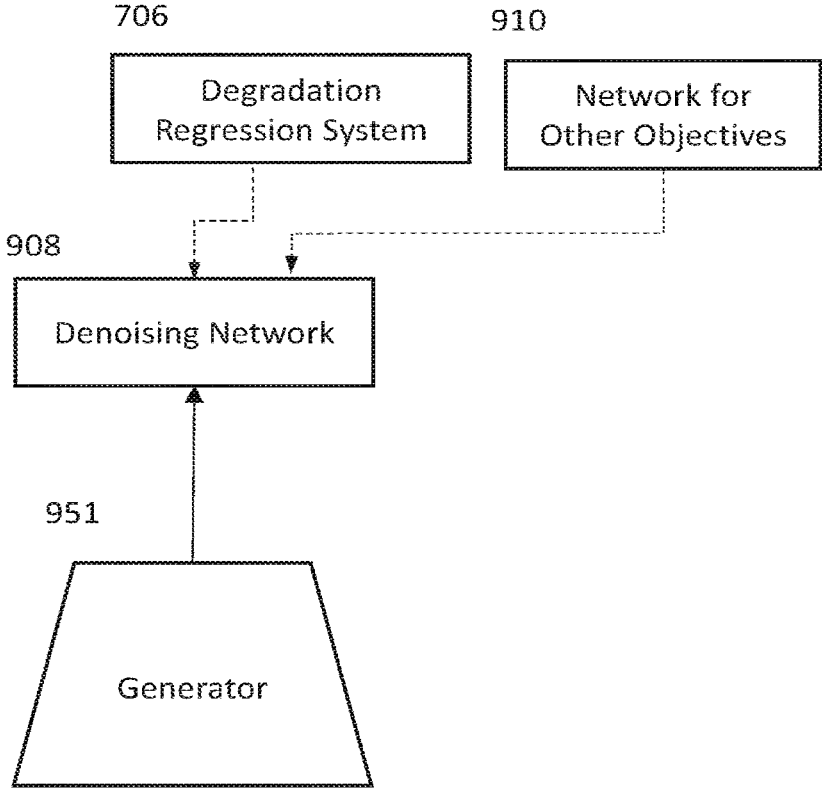 706
910
Degradation
Regression System
Network for
Other Objectives
908
Denoising Network
951
Generator